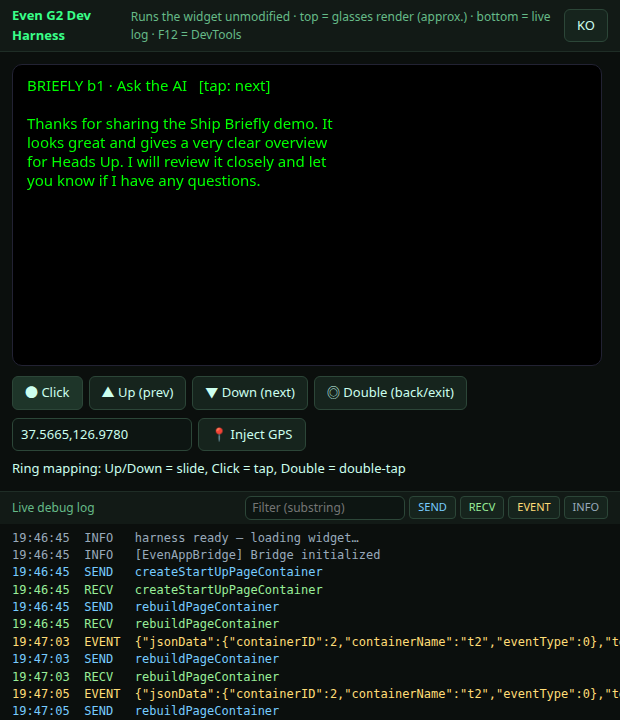 Even G2 Dev Harness
Runs the widget unmodified · top = glasses render (approx.) · bottom = live log · F12 = DevTools
KO
BRIEFLY b1 · Ask the AI [tap: next]
Thanks for sharing the Ship Briefly demo. It
looks great and gives a very clear overview
for Heads Up. I will review it closely and let
you know if I have any questions.
● Click
▲ Up (prev)
▼ Down (next)
◎ Double (back/exit)
37.5665,126.9780
📍 Inject GPS
Ring mapping: Up/Down = slide, Click = tap, Double = double-tap
Live debug log
Filter (substring)
SEND
RECV
EVENT
INFO
19:46:45 INFO harness ready — loading widget…
19:46:45 INFO [EvenAppBridge] Bridge initialized
19:46:45 SEND createStartUpPageContainer
19:46:45 RECV createStartUpPageContainer
19:46:45 SEND rebuildPageContainer
19:46:45 RECV rebuildPageContainer
19:47:03 EVENT {"jsonData":{"containerID":2,"containerName":"t2","eventType":0},"t
19:47:03 SEND rebuildPageContainer
19:47:03 RECV rebuildPageContainer
19:47:05 EVENT {"jsonData":{"containerID":2,"containerName":"t2","eventType":0},"t
19:47:05 SEND rebuildPageContainer